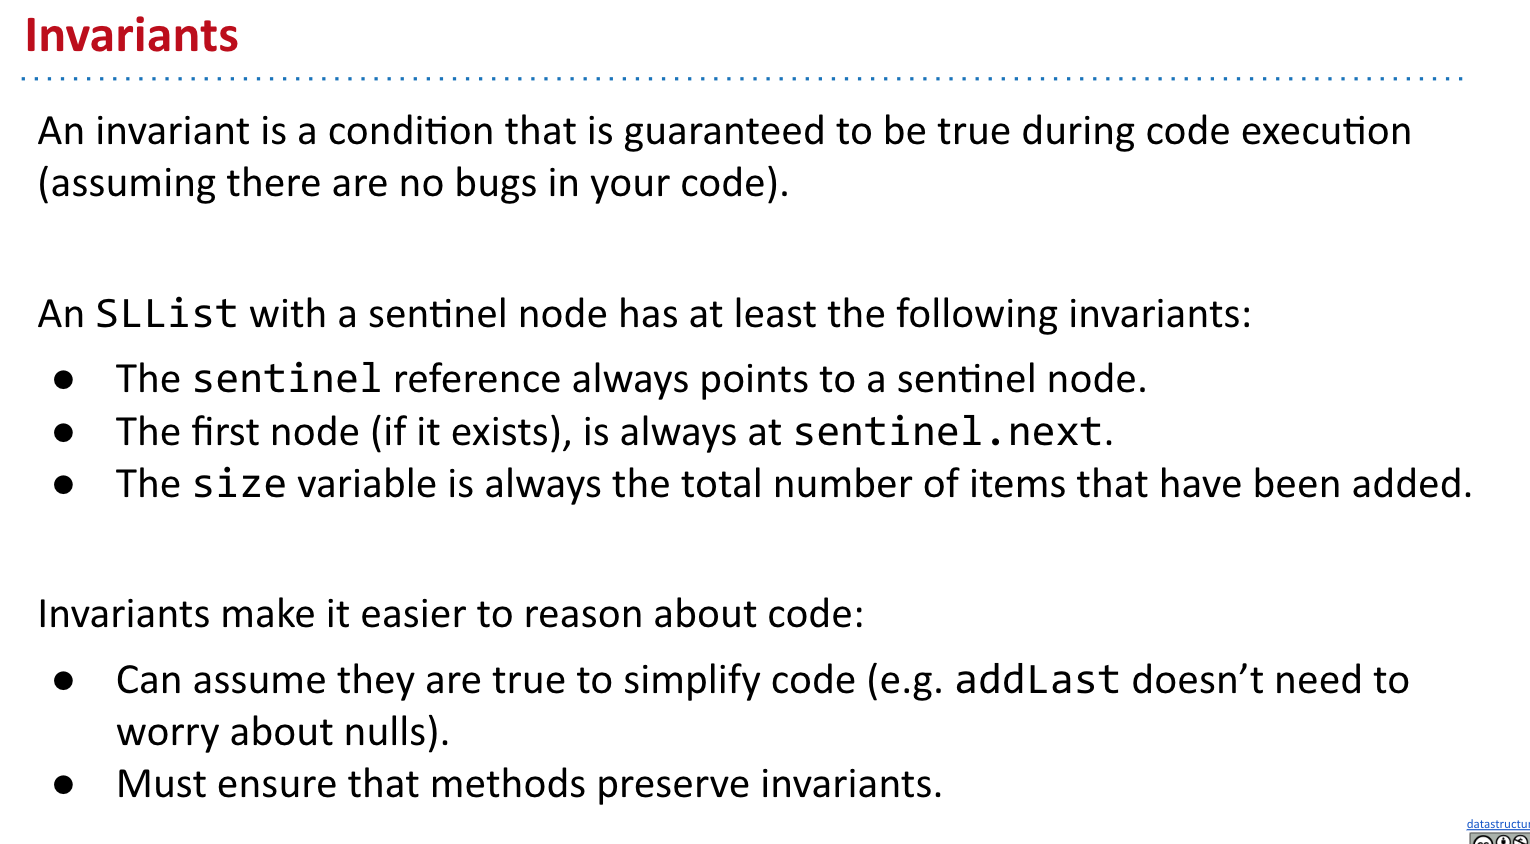 Invariants
An invariant is a condition that is guaranteed to be true during code execution
(assuming there are no bugs in your code).
An SLList with a sentinel node has at least the following invariants:
● The sentinel reference always points to a sentinel node.
● The first node (if it exists), is always at sentinel.next.
● The size variable is always the total number of items that have been added.
Invariants make it easier to reason about code:
● Can assume they are true to simplify code (e.g. addLast doesn’t need to
worry about nulls).
● Must ensure that methods preserve invariants.
datastructur